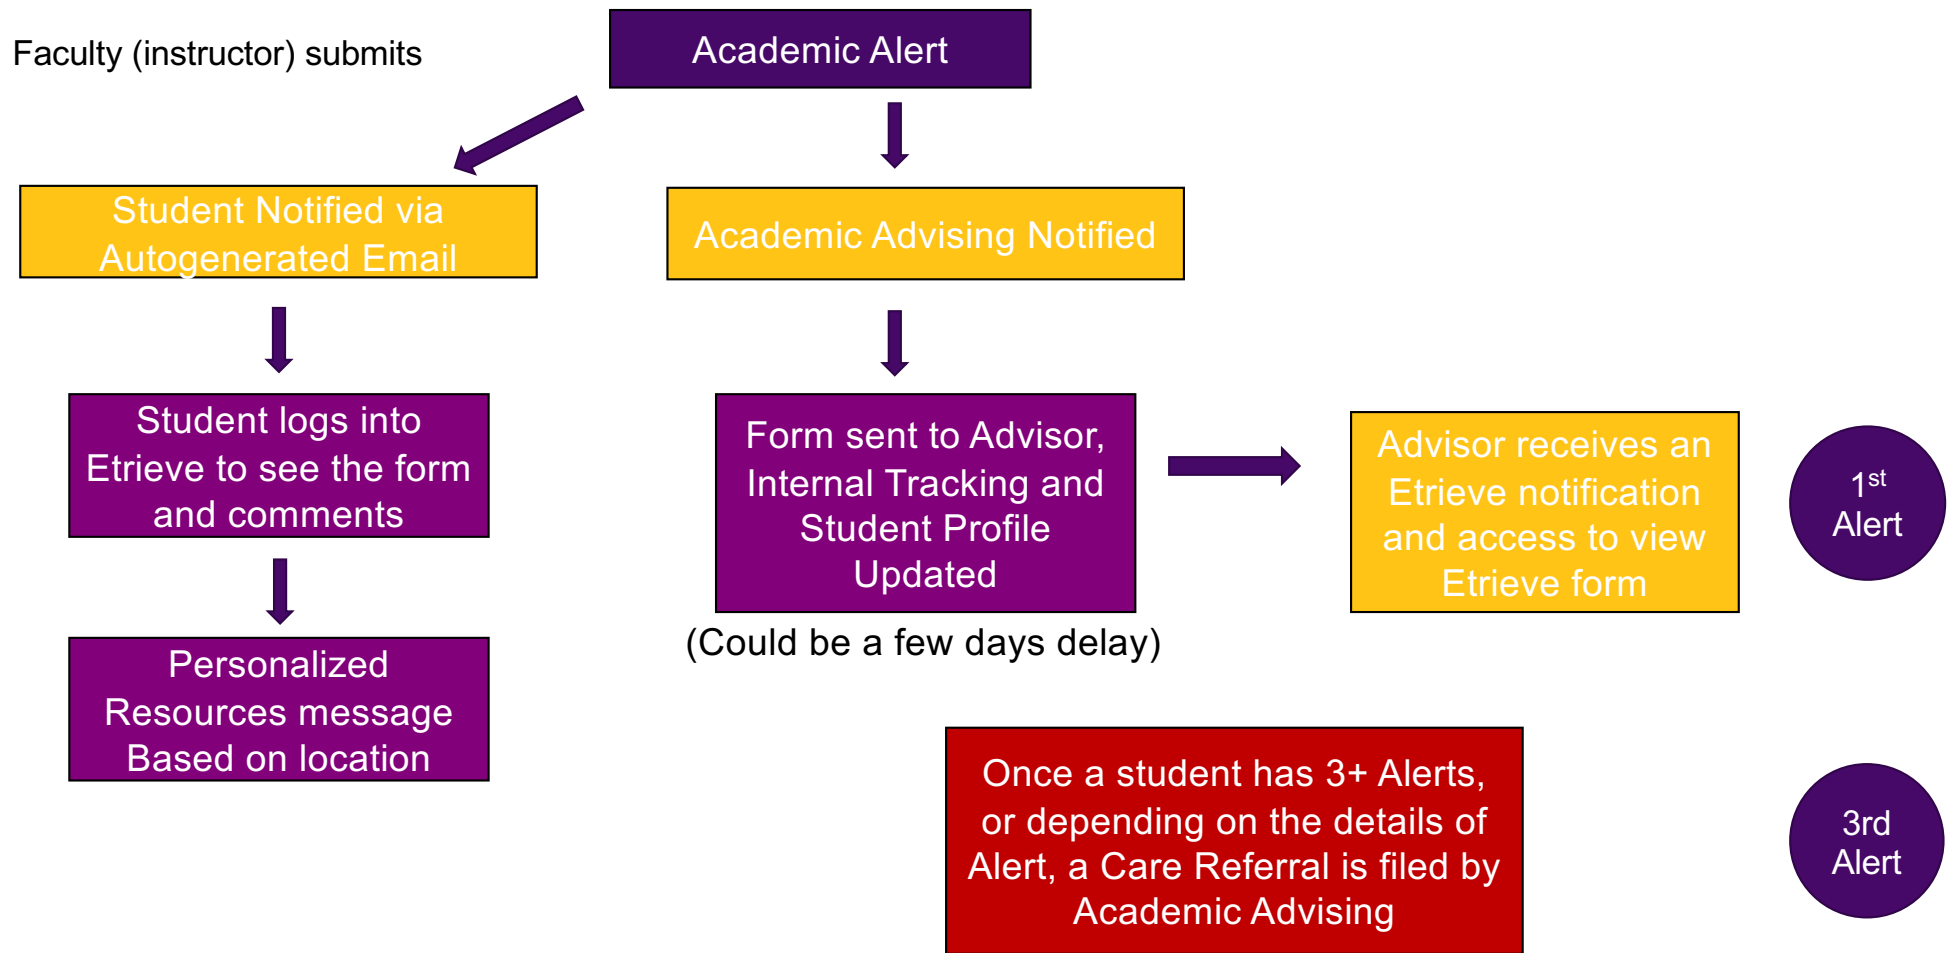 Faculty (instructor) submits
Academic Alert
Student Notified via
Autogenerated Email
Academic Advising Notified
Student logs into
Etrieve to see the form
and comments
Form sent to Advisor,
Internal Tracking and
Student Profile
Updated
Advisor receives an
Etrieve notification
and access to view
Etrieve form
1st
Alert
(Could be a few days delay)
Personalized
Resources message
Based on location
Once a student has 3+ Alerts,
or depending on the details of
Alert, a Care Referral is filed by
Academic Advising
3rd
Alert